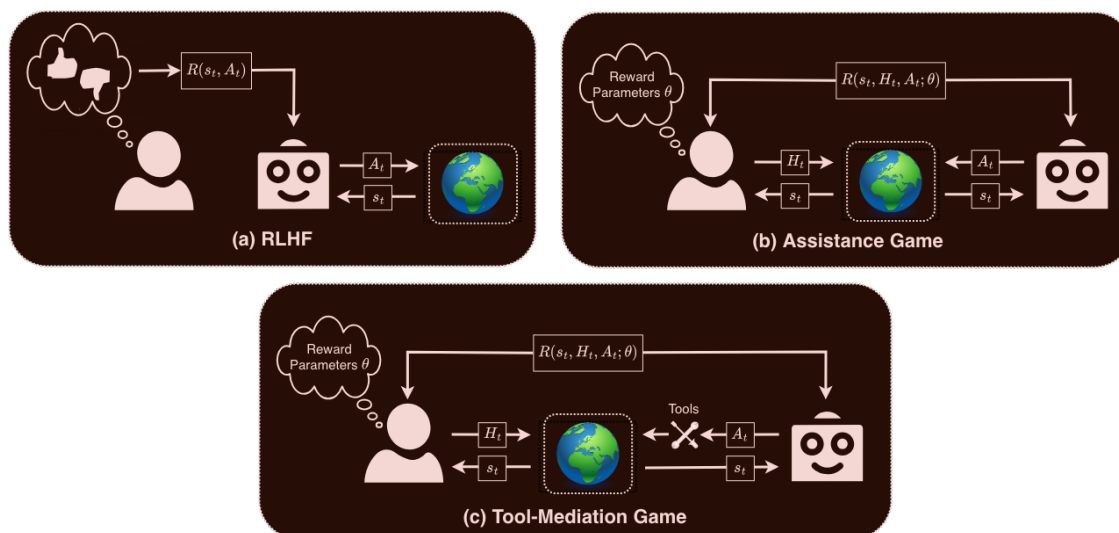 R(s_t, A_t)
A_t
s_t
(a) RLHF
Reward
Parameters θ
R(s_t, H_t, A_t; θ)
H_t
A_t
s_t
s_t
(b) Assistance Game
Reward
Parameters θ
R(s_t, H_t, A_t; θ)
Tools
H_t
A_t
s_t
s_t
(c) Tool-Mediation Game